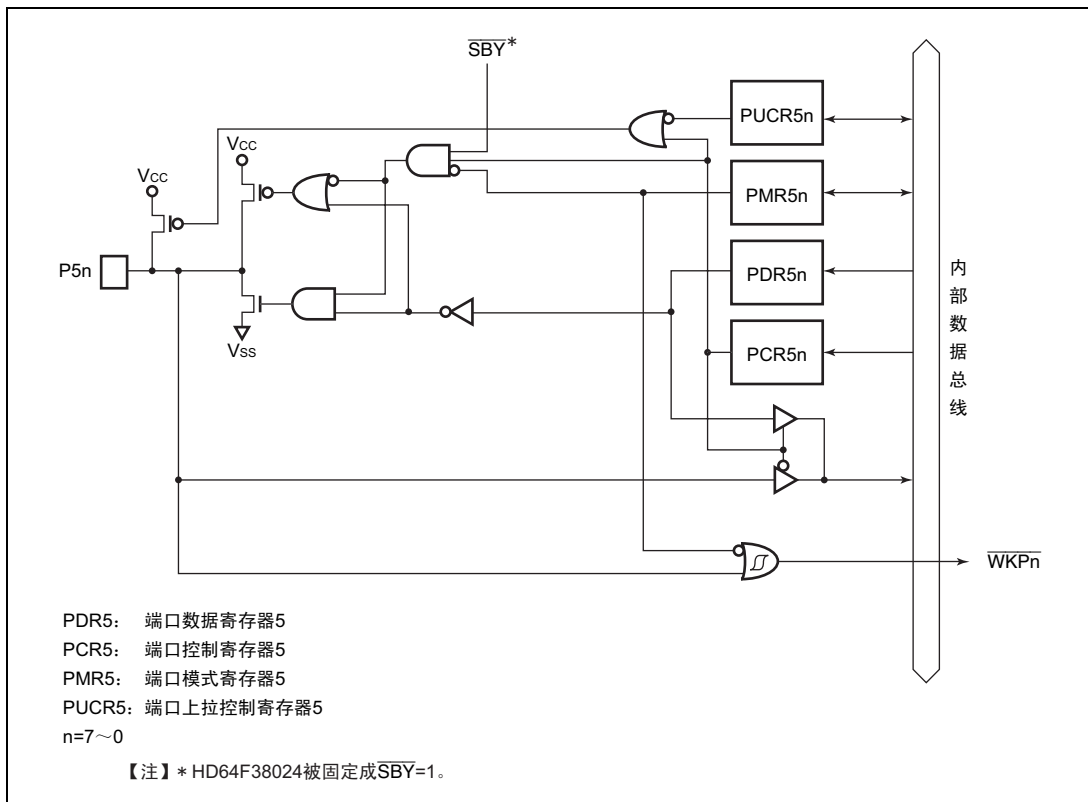 SBY*
PUCR5n
VCC
VCC
PMR5n
P5n
PDR5n
内部数据总线
VSS
PCR5n
WKPn
PDR5： 端口数据寄存器5
PCR5： 端口控制寄存器5
PMR5： 端口模式寄存器5
PUCR5：端口上拉控制寄存器5
n=7～0
【注】* HD64F38024被固定成SBY=1。